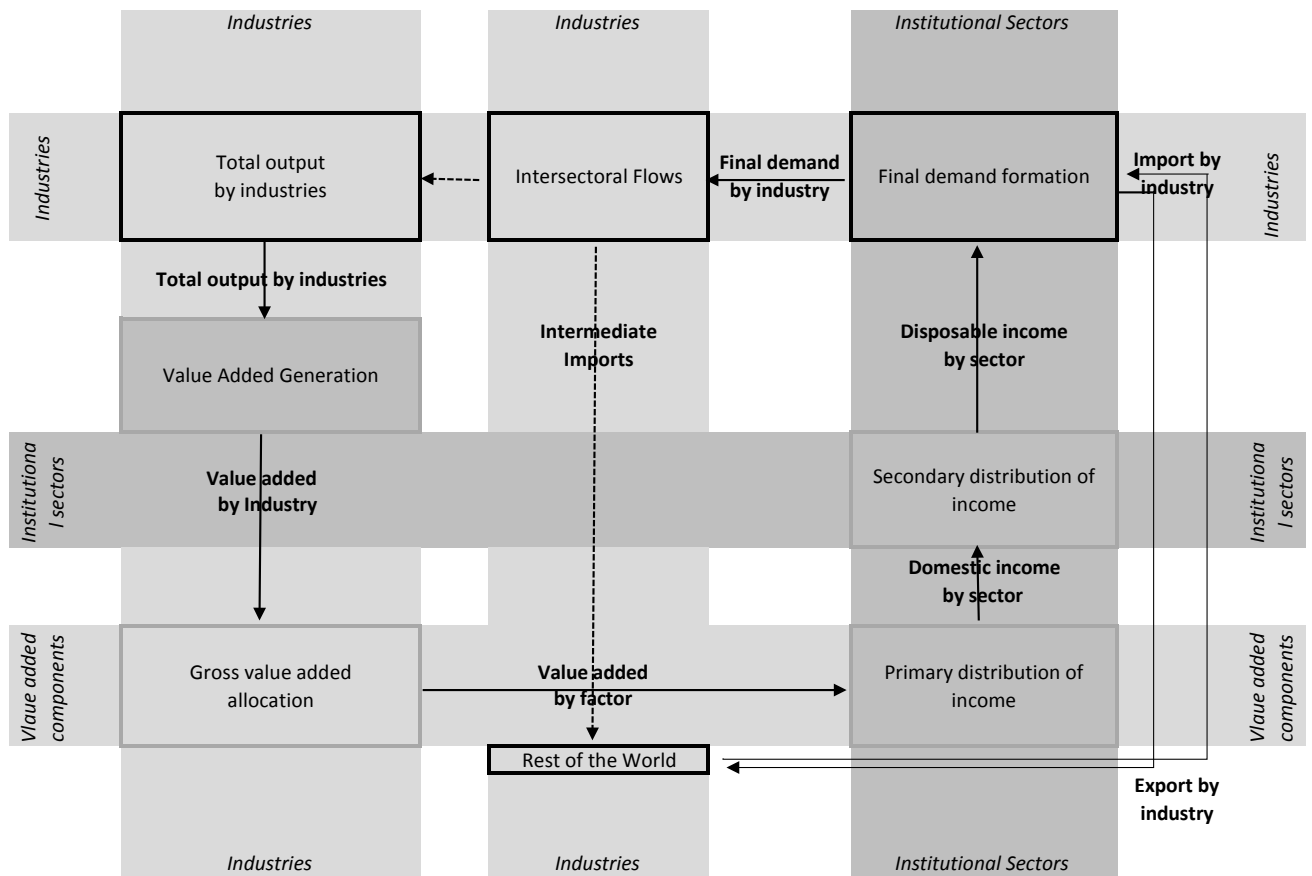 Industries
Industries
Institutional Sectors
Industries
Total output
by industries
Intersectoral Flows
Final demand
by industry
Final demand formation
Import by
industry
Industries
Total output by industries
Intermediate
Imports
Disposable income
by sector
Value Added Generation
Institutiona
l sectors
Value added
by Industry
Secondary distribution of
income
Institutiona
l sectors
Domestic income
by sector
Vlaue added
components
Gross value added
allocation
Value added
by factor
Primary distribution of
income
Vlaue added
components
Rest of the World
Export by
industry
Industries
Industries
Institutional Sectors